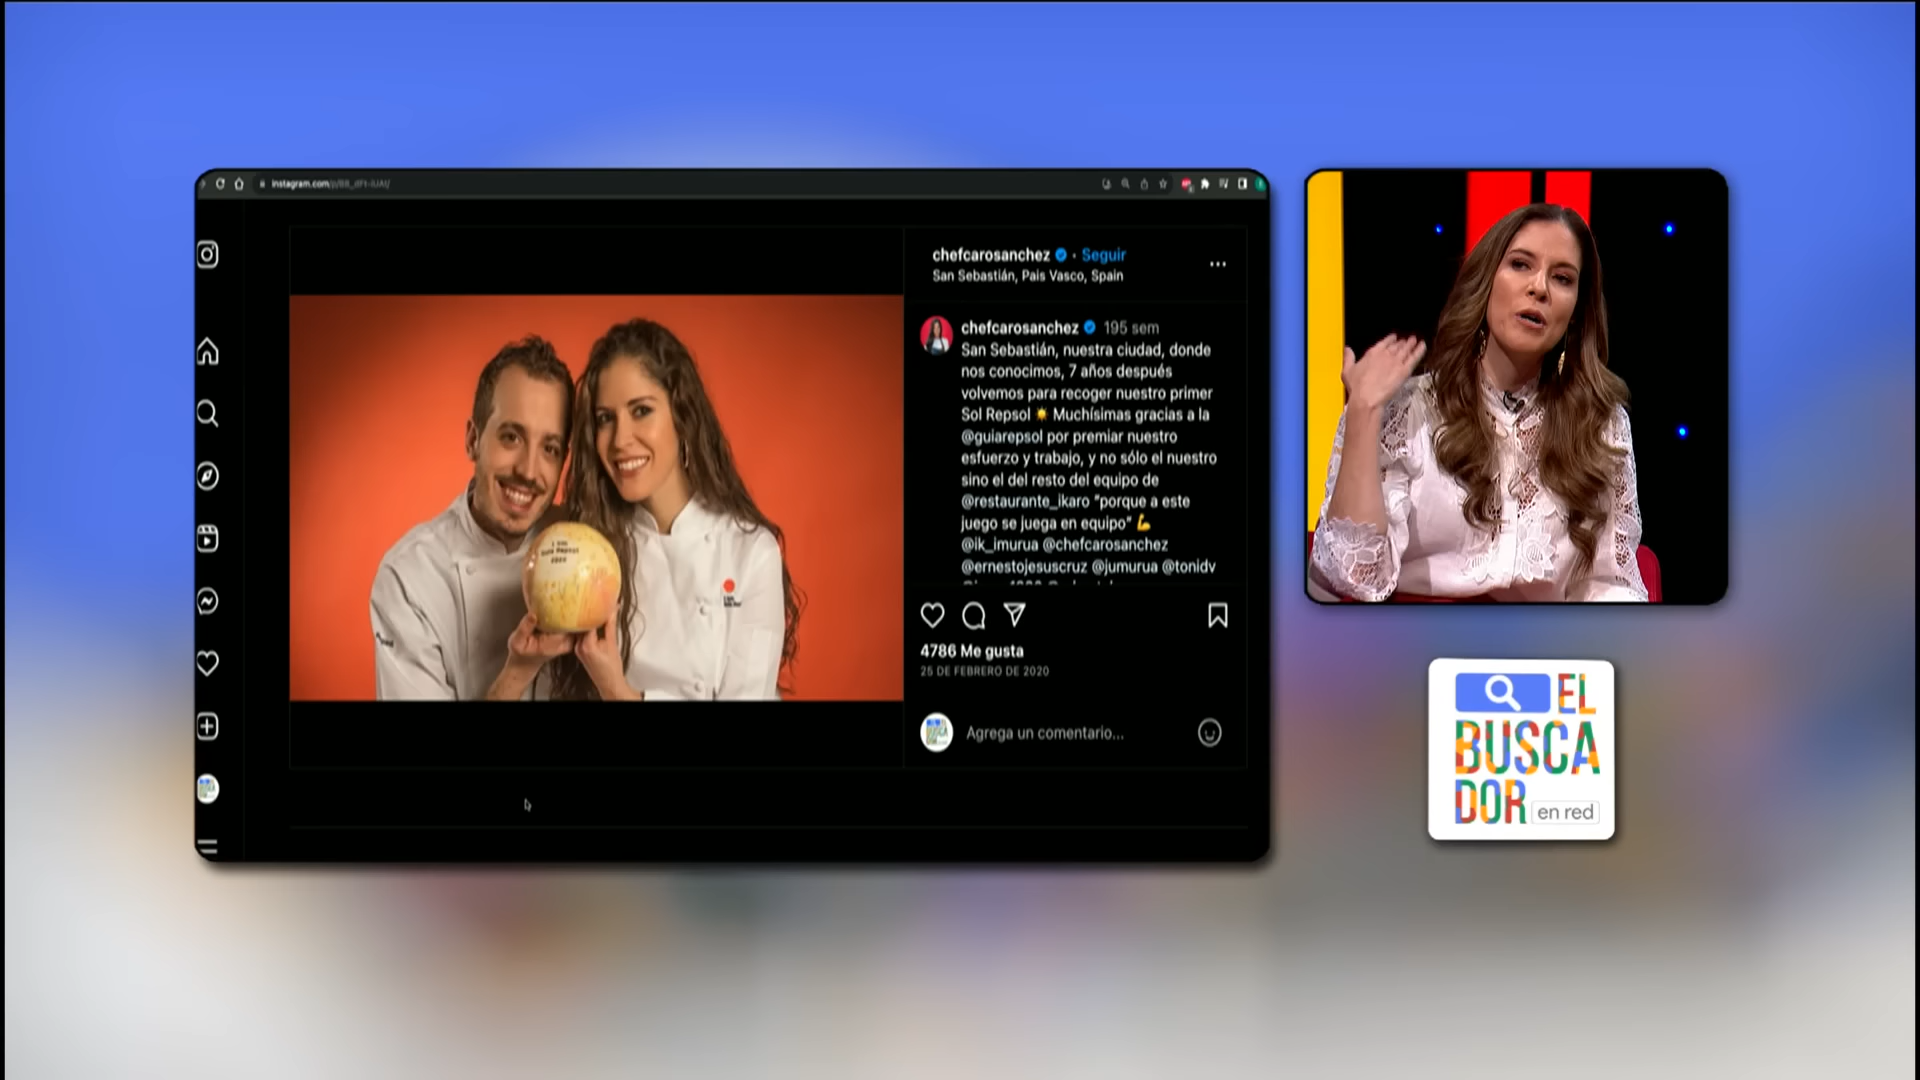 instagram.com
chefcarosanchez • Seguir
San Sebastián, Pais Vasco, Spain
chefcarosanchez 195 sem
San Sebastián, nuestra ciudad, donde
nos conocimos, 7 años después
volvemos para recoger nuestro primer
Sol Repsol ☀️ Muchísimas gracias a la
@guiarepsol por premiar nuestro
esfuerzo y trabajo, y no sólo el nuestro
sino el del resto del equipo de
@restaurante_ikaro "porque a este
juego se juega en equipo" 💪
@ik_imurua @chefcarosanchez
@ernestojesuscruz @jumurua @tonidv
4786 Me gusta
25 DE FEBRERO DE 2020
Agrega un comentario...
EL
BUSCA
DOR en red